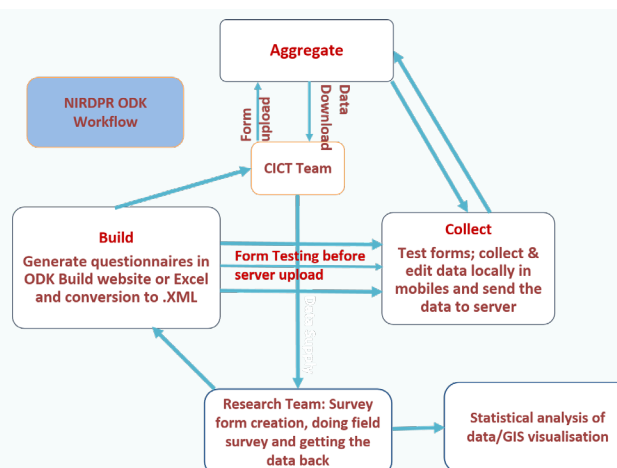 Aggregate
NIRDPR ODK
Workflow
Form
upload
Data
Download
CICT Team
Build
Generate questionnaires in
ODK Build website or Excel
and conversion to .XML
Form Testing before
server upload
Collect
Test forms; collect &
edit data locally in
mobiles and send the
data to server
Research Team: Survey
form creation, doing field
survey and getting the
data back
Statistical analysis of
data/GIS visualisation